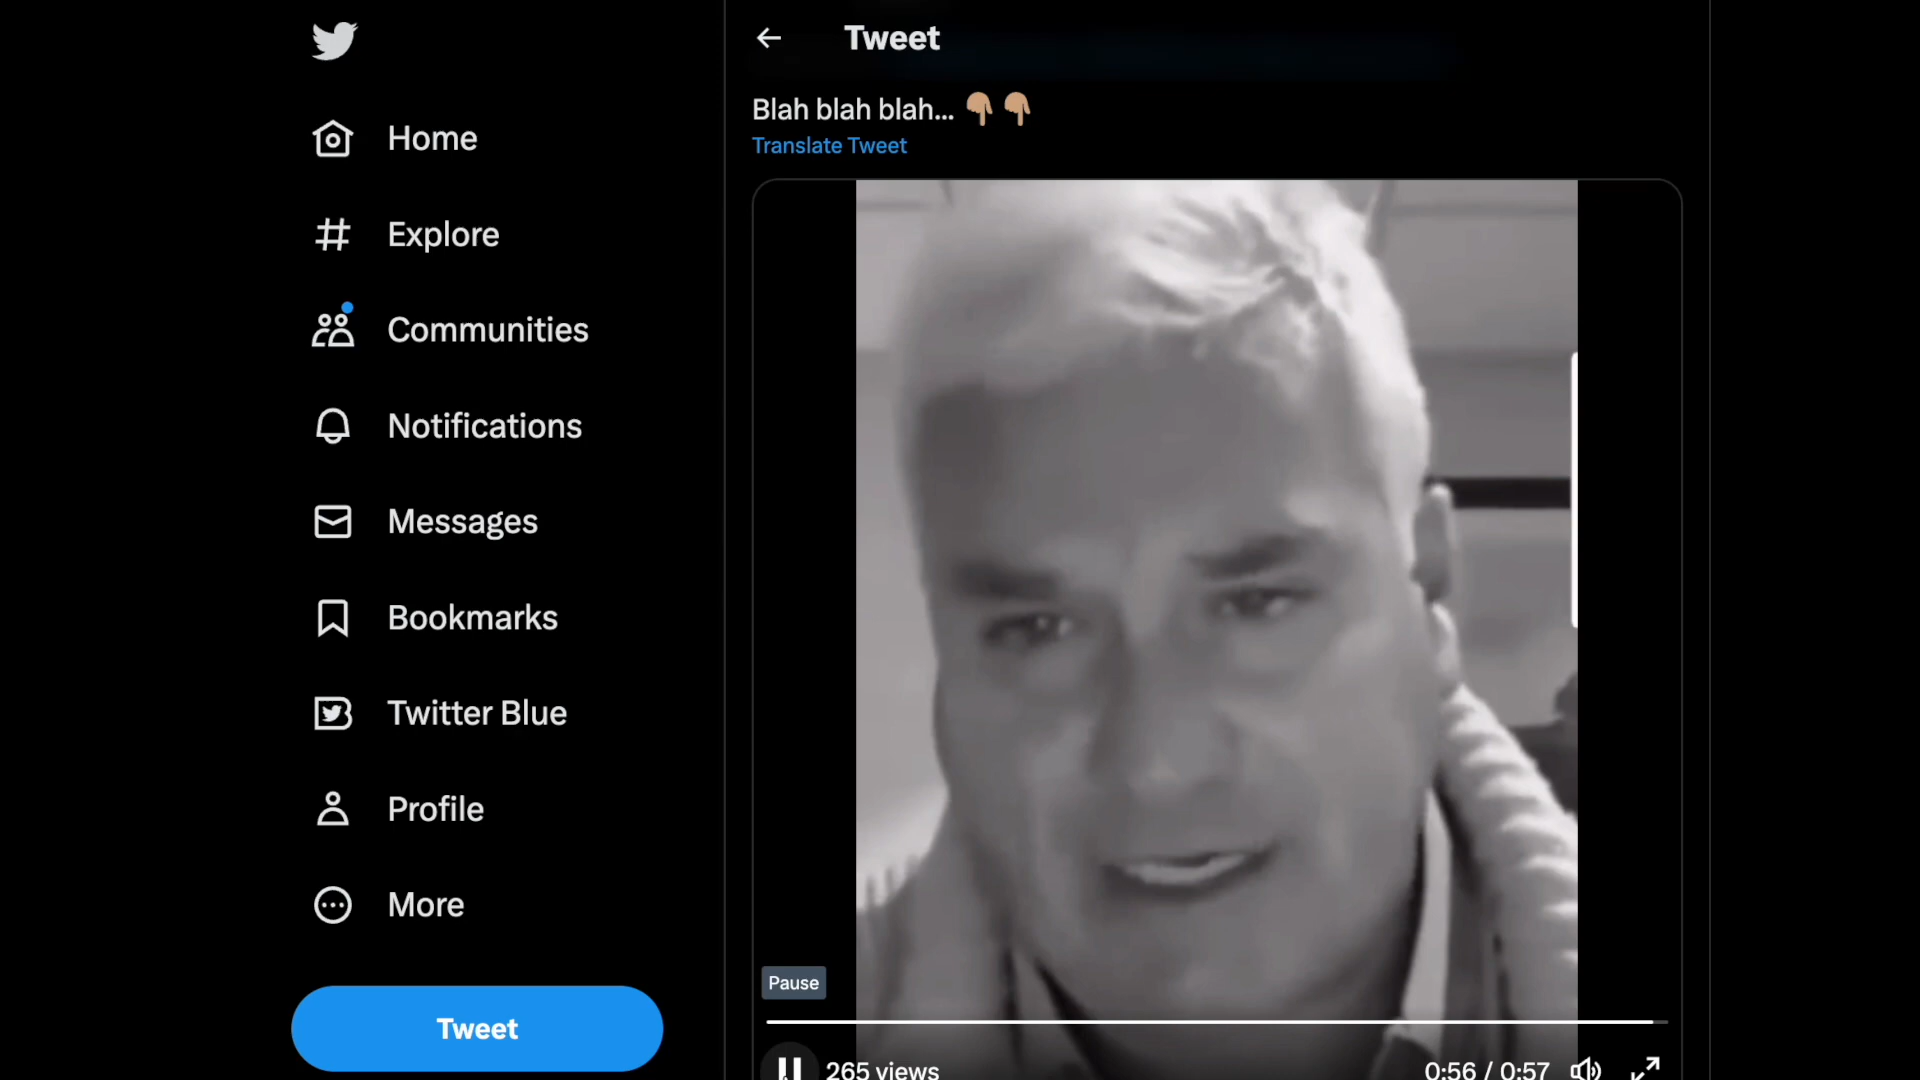 Tweet
Blah blah blah... 👇🏽👇🏽
Translate Tweet
Home
Explore
Communities
Notifications
Messages
Bookmarks
Twitter Blue
Profile
More
Tweet
Pause
265 views
0:56 / 0:57